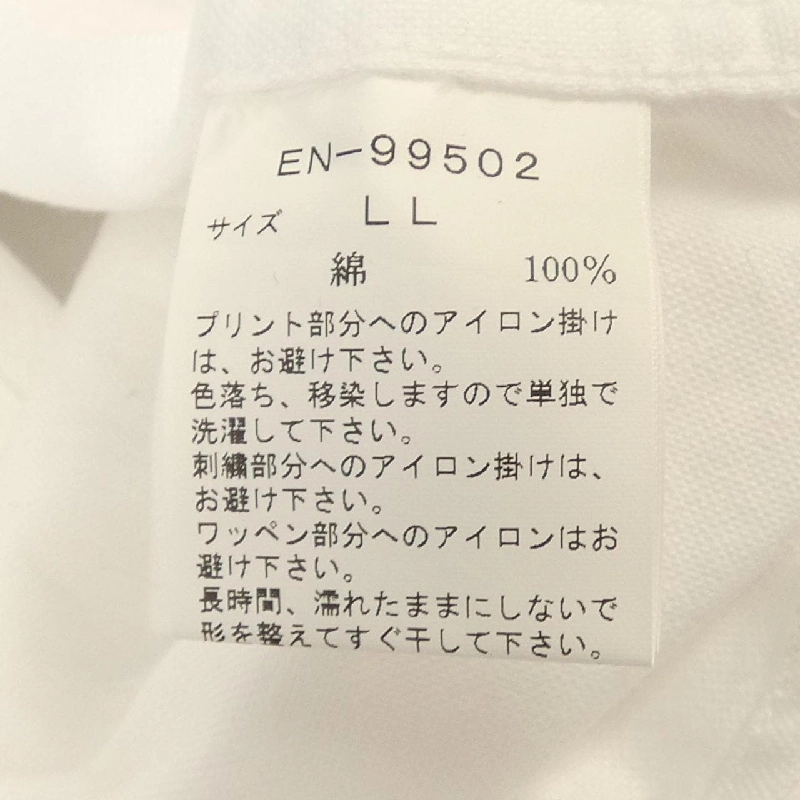 EN-99502
サイズ LL
綿 100%
プリント部分へのアイロン掛け
は、お避け下さい。
色落ち、移染しますので単独で
洗濯して下さい。
刺繍部分へのアイロン掛けは、
お避け下さい。
ワッペン部分へのアイロンはお
避け下さい。
長時間、濡れたままにしないで
形を整えてすぐ干して下さい。